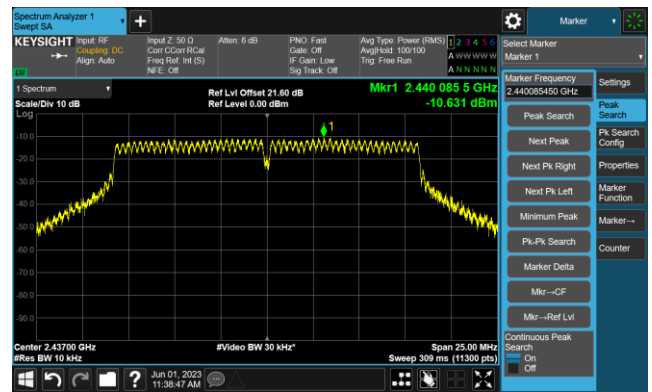 Spectrum Analyzer 1
Swept SA
+
Marker
KEYSIGHT
Input: RF
Coupling: DC
Align: Auto
Input Z: 50 Ω
Corr CCorr RCal
Freq Ref: Int (S)
NFE: Off
Atten: 6 dB
PNO: Fast
Gate: Off
IF Gain: Low
Sig Track: Off
Avg Type: Power (RMS)
Avg|Hold: 100/100
Trig: Free Run
1 2 3 4 5 6
A W W W W W
A N N N N N
LXI
Select Marker
Marker 1
1 Spectrum
Scale/Div 10 dB
Log
Ref Lvl Offset 21.60 dB
Ref Level 0.00 dBm
Mkr1 2.440 085 5 GHz
-10.631 dBm
Marker Frequency
2.440085450 GHz
Peak Search
Next Peak
Next Pk Right
Next Pk Left
Minimum Peak
Pk-Pk Search
Marker Delta
Mkr→CF
Mkr→Ref Lvl
Continuous Peak
Search
On
Off
Settings
Peak
Search
Pk Search
Config
Properties
Marker
Function
Marker→
Counter
1
-10.0
-20.0
-30.0
-40.0
-50.0
-60.0
-70.0
-80.0
-90.0
Center 2.43700 GHz
#Res BW 10 kHz
#Video BW 30 kHz*
Span 25.00 MHz
Sweep 309 ms (11300 pts)
?
Jun 01, 2023
11:38:47 AM